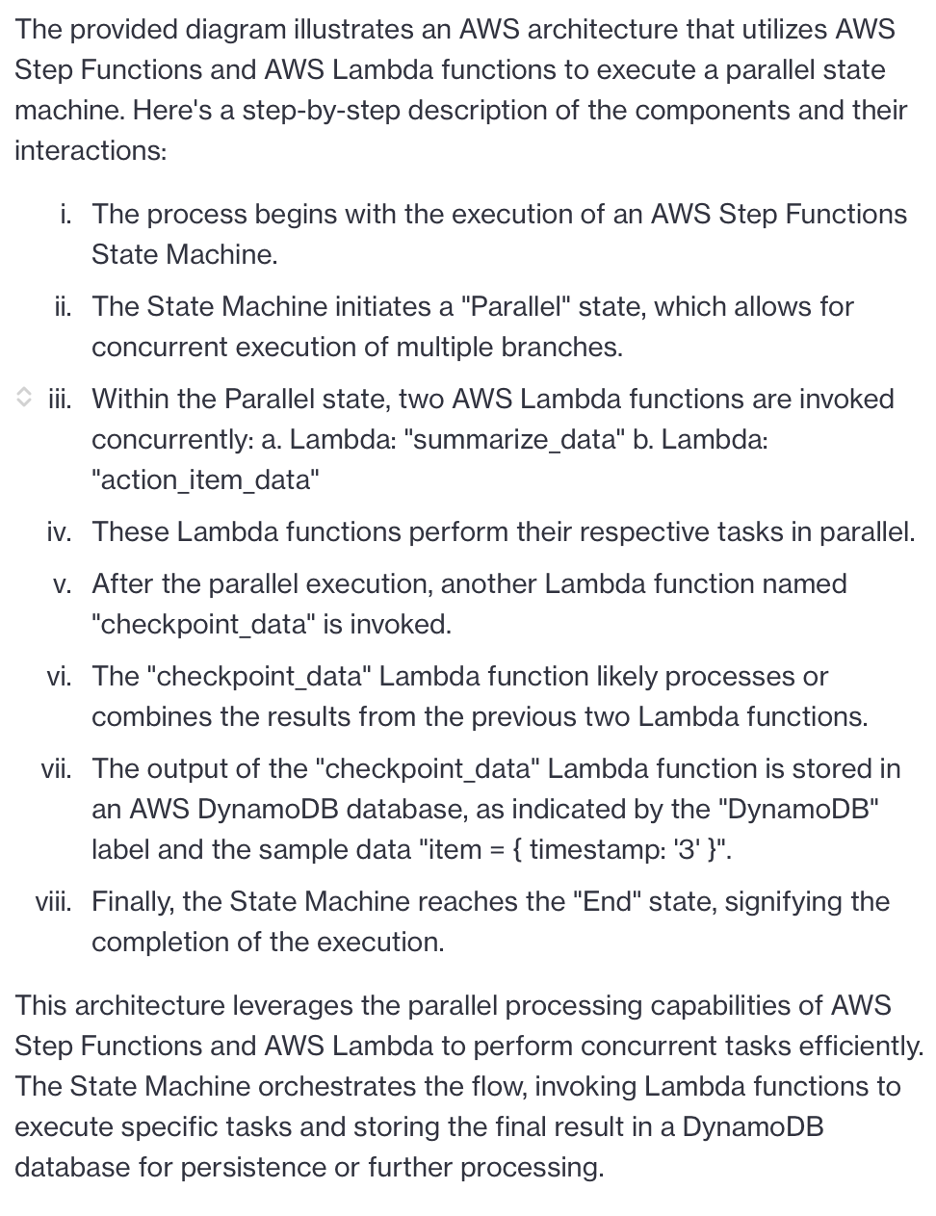 The provided diagram illustrates an AWS architecture that utilizes AWS
Step Functions and AWS Lambda functions to execute a parallel state
machine. Here's a step-by-step description of the components and their
interactions:
i. The process begins with the execution of an AWS Step Functions
State Machine.
ii. The State Machine initiates a "Parallel" state, which allows for
concurrent execution of multiple branches.
iii. Within the Parallel state, two AWS Lambda functions are invoked
concurrently: a. Lambda: "summarize_data" b. Lambda:
"action_item_data"
iv. These Lambda functions perform their respective tasks in parallel.
v. After the parallel execution, another Lambda function named
"checkpoint_data" is invoked.
vi. The "checkpoint_data" Lambda function likely processes or
combines the results from the previous two Lambda functions.
vii. The output of the "checkpoint_data" Lambda function is stored in
an AWS DynamoDB database, as indicated by the "DynamoDB"
label and the sample data "item = { timestamp: '3' }".
viii. Finally, the State Machine reaches the "End" state, signifying the
completion of the execution.
This architecture leverages the parallel processing capabilities of AWS
Step Functions and AWS Lambda to perform concurrent tasks efficiently.
The State Machine orchestrates the flow, invoking Lambda functions to
execute specific tasks and storing the final result in a DynamoDB
database for persistence or further processing.